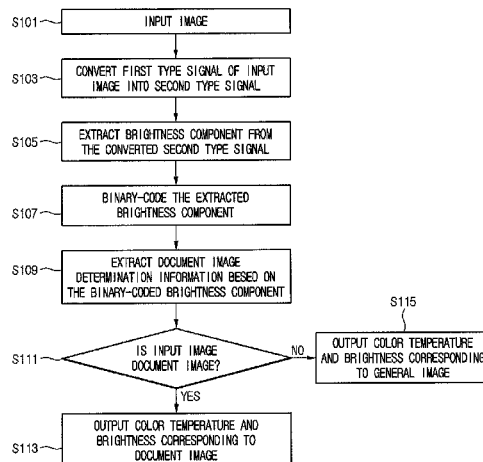 S101
INPUT IMAGE
S103
CONVERT FIRST TYPE SIGNAL OF INPUT
IMAGE INTO SECOND TYPE SIGNAL
S105
EXTRACT BRIGHTNESS COMPONENT FROM
THE CONVERTED SECOND TYPE SIGNAL
S107
BINARY-CODE THE EXTRACTED
BRIGHTNESS COMPONENT
S109
EXTRACT DOCUMENT IMAGE
DETERMINATION INFORMATION BESED ON
THE BINARY-CODED BRIGHTNESS COMPONENT
S111
IS INPUT IMAGE
DOCUMENT IMAGE?
NO
S115
OUTPUT COLOR TEMPERATURE
AND BRIGHTNESS CORRESPONDING
TO GENERAL IMAGE
YES
S113
OUTPUT COLOR TEMPERATURE AND
BRIGHTNESS CORRESPONDING TO
DOCUMENT IMAGE